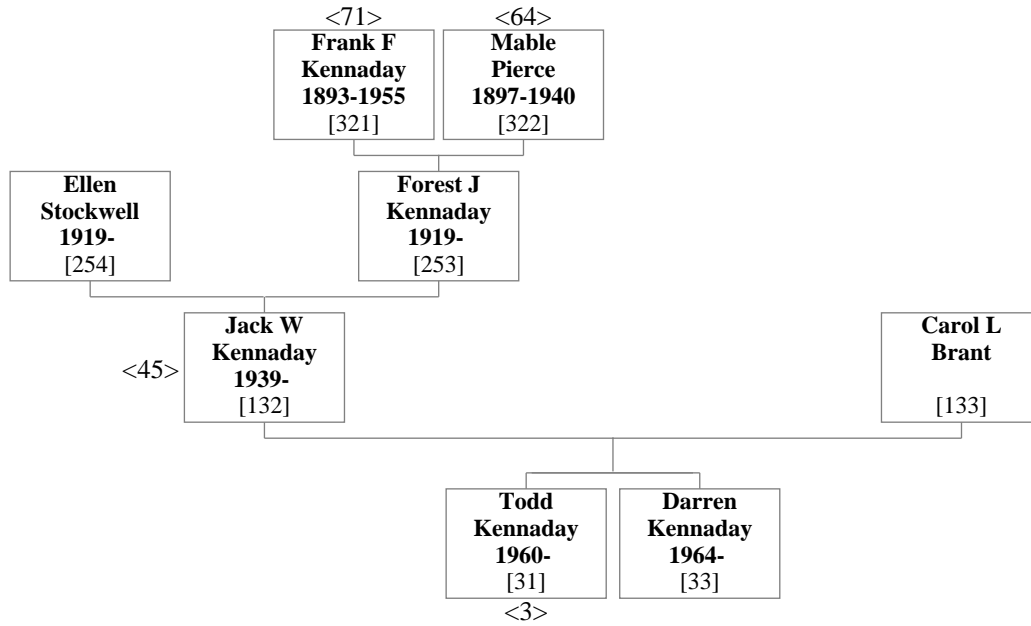 <71>
<64>
Frank F
Kennaday
1893-1955
[321]
Mable
Pierce
1897-1940
[322]
Ellen
Stockwell
1919-
[254]
Forest J
Kennaday
1919-
[253]
<45>
Jack W
Kennaday
1939-
[132]
Carol L
Brant
[133]
Todd
Kennaday
1960-
[31]
Darren
Kennaday
1964-
[33]
<3>